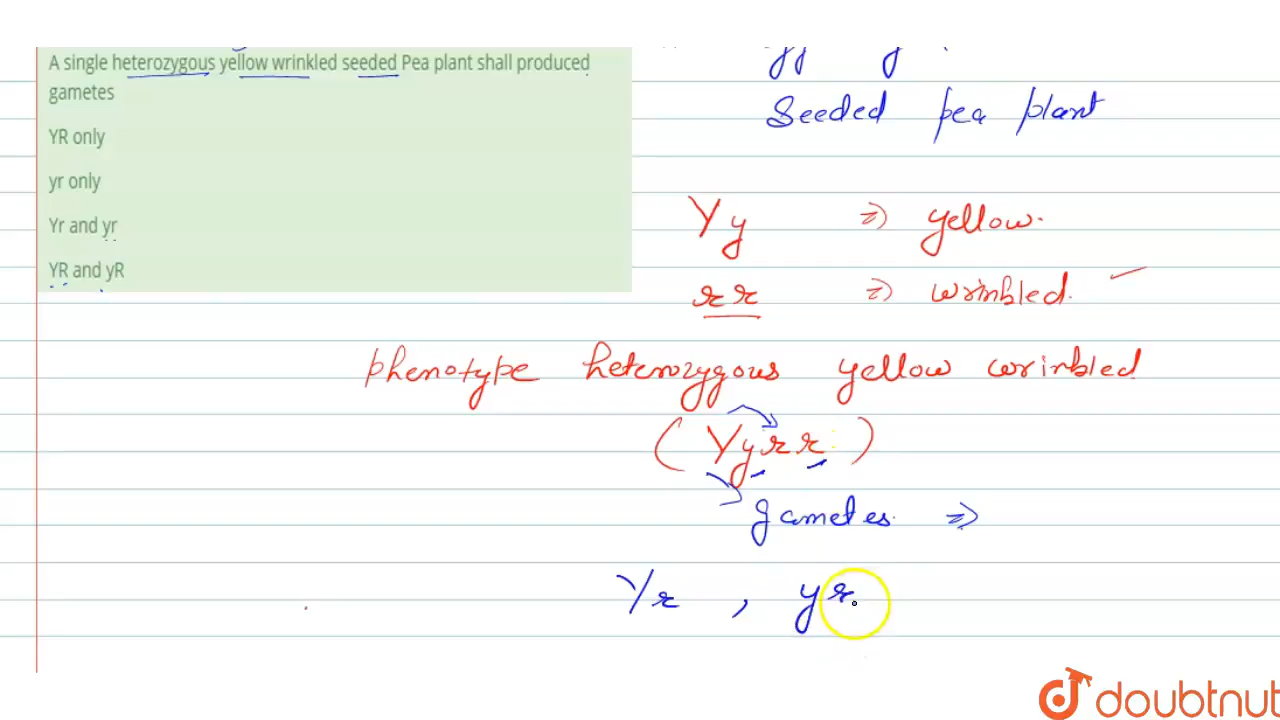 A single heterozygous yellow wrinkled seeded Pea plant shall produced
gametes
YR only
yr only
Yr and yr
YR and yR
Seeded pea plant
Yy ⇒ yellow.
rr ⇒ wrinkled.
phenotype heterozygous yellow wrinkled
(Yyrr)
gametes ⇒
Yr , yr
doubtnut